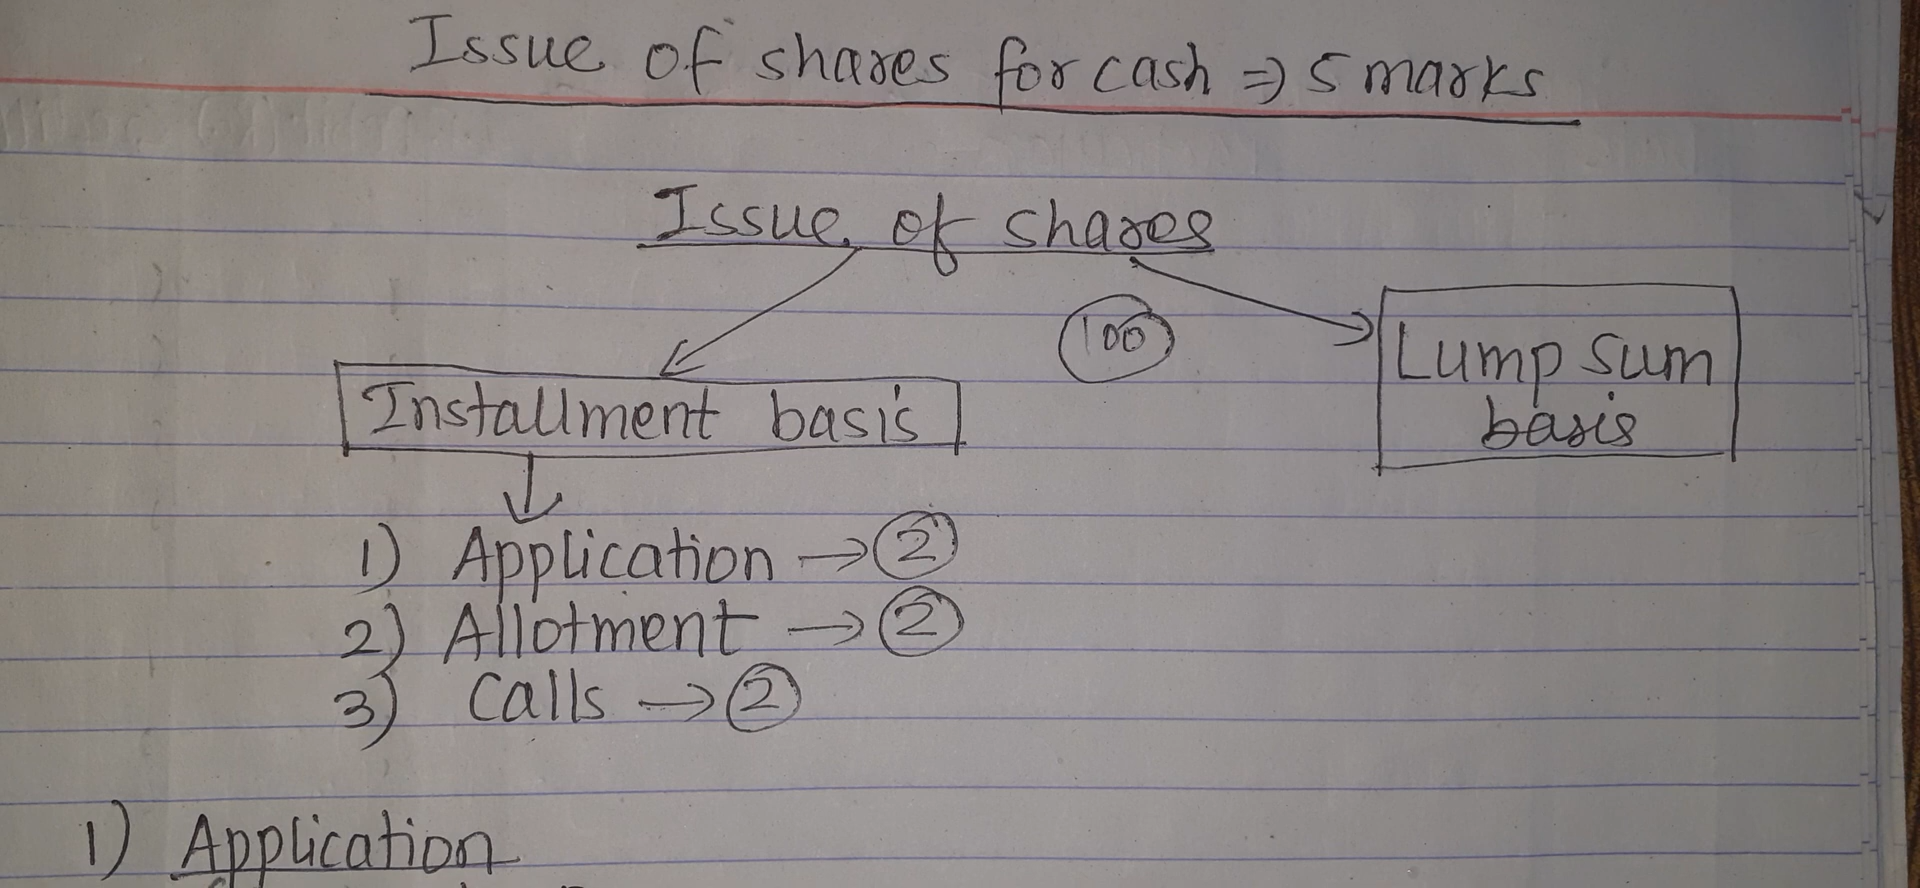 Issue of shares for cash ⇒ 5 marks
Issue of shares
100
Lump sum
basis
Installment basis
1) Application → 2
2) Allotment → 2
3) Calls → 2
1) Application